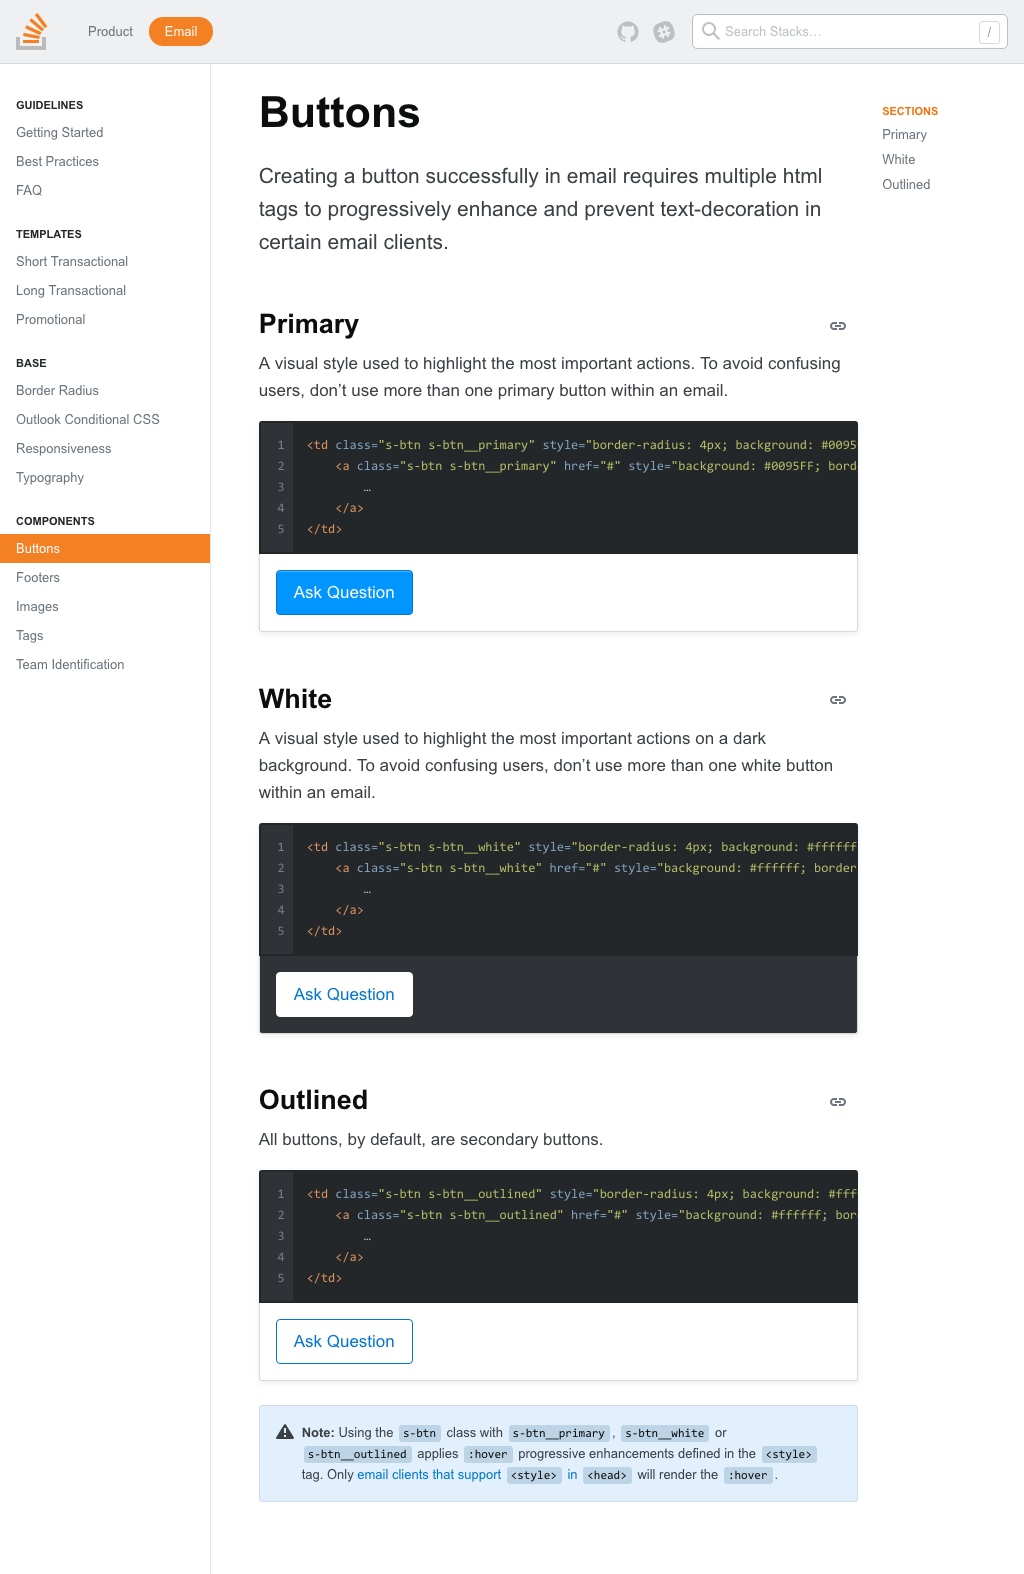 Product
Email
Search Stacks…
/
GUIDELINES
Getting Started
Best Practices
FAQ
TEMPLATES
Short Transactional
Long Transactional
Promotional
BASE
Border Radius
Outlook Conditional CSS
Responsiveness
Typography
COMPONENTS
Buttons
Footers
Images
Tags
Team Identification
Buttons
Creating a button successfully in email requires multiple html
tags to progressively enhance and prevent text-decoration in
certain email clients.
SECTIONS
Primary
White
Outlined
Primary
A visual style used to highlight the most important actions. To avoid confusing
users, don’t use more than one primary button within an email.
1 <td class="s-btn s-btn__primary" style="border-radius: 4px; background: #0095
2 <a class="s-btn s-btn__primary" href="#" style="background: #0095FF; bord
3 …
4 </a>
5 </td>
Ask Question
White
A visual style used to highlight the most important actions on a dark
background. To avoid confusing users, don’t use more than one white button
within an email.
1 <td class="s-btn s-btn__white" style="border-radius: 4px; background: #ffffff
2 <a class="s-btn s-btn__white" href="#" style="background: #ffffff; border
3 …
4 </a>
5 </td>
Ask Question
Outlined
All buttons, by default, are secondary buttons.
1 <td class="s-btn s-btn__outlined" style="border-radius: 4px; background: #fff
2 <a class="s-btn s-btn__outlined" href="#" style="background: #ffffff; bor
3 …
4 </a>
5 </td>
Ask Question
Note: Using the s-btn class with s-btn__primary, s-btn__white or
s-btn__outlined applies :hover progressive enhancements defined in the <style>
tag. Only email clients that support <style> in <head> will render the :hover.